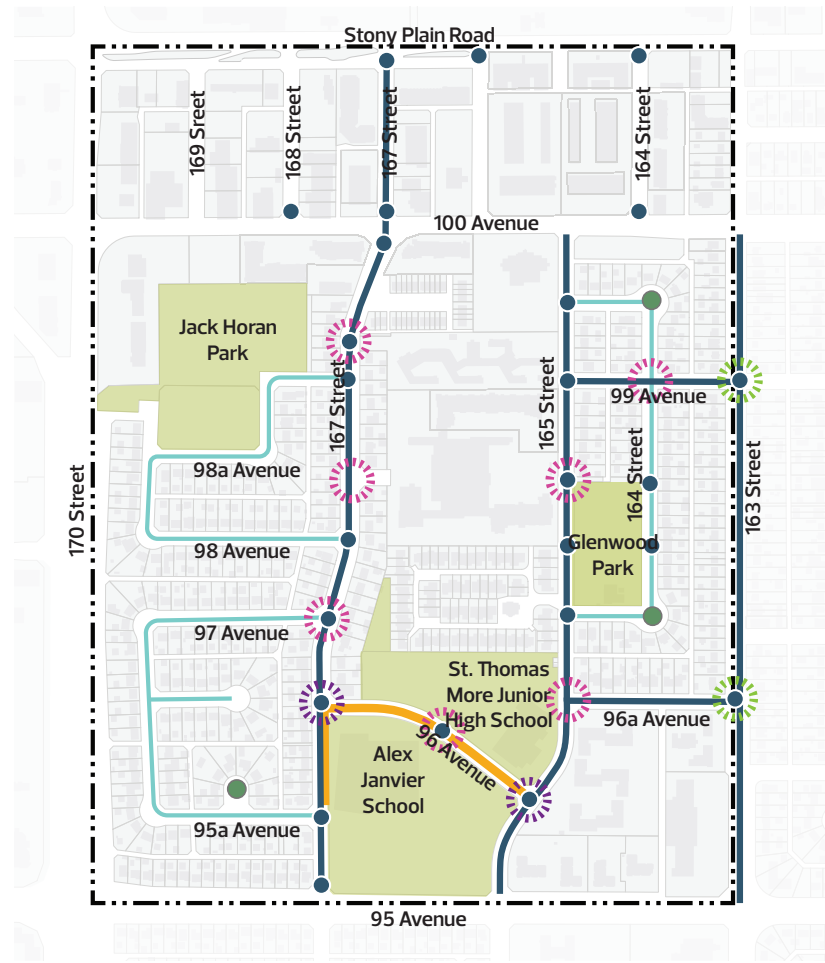 Stony Plain Road
169 Sreet
168 Street
167 Street
164 Street
100 Avenue
Jack Horan
Park
167 Street
165 Street
99 Avenue
98a Avenue
164 Street
170 Street
163 Street
98 Avenue
Glenwood
Park
97 Avenue
St. Thomas
More Junior
High School
96a Avenue
96 Avenue
Alex
Janvier
School
95a Avenue
95 Avenue